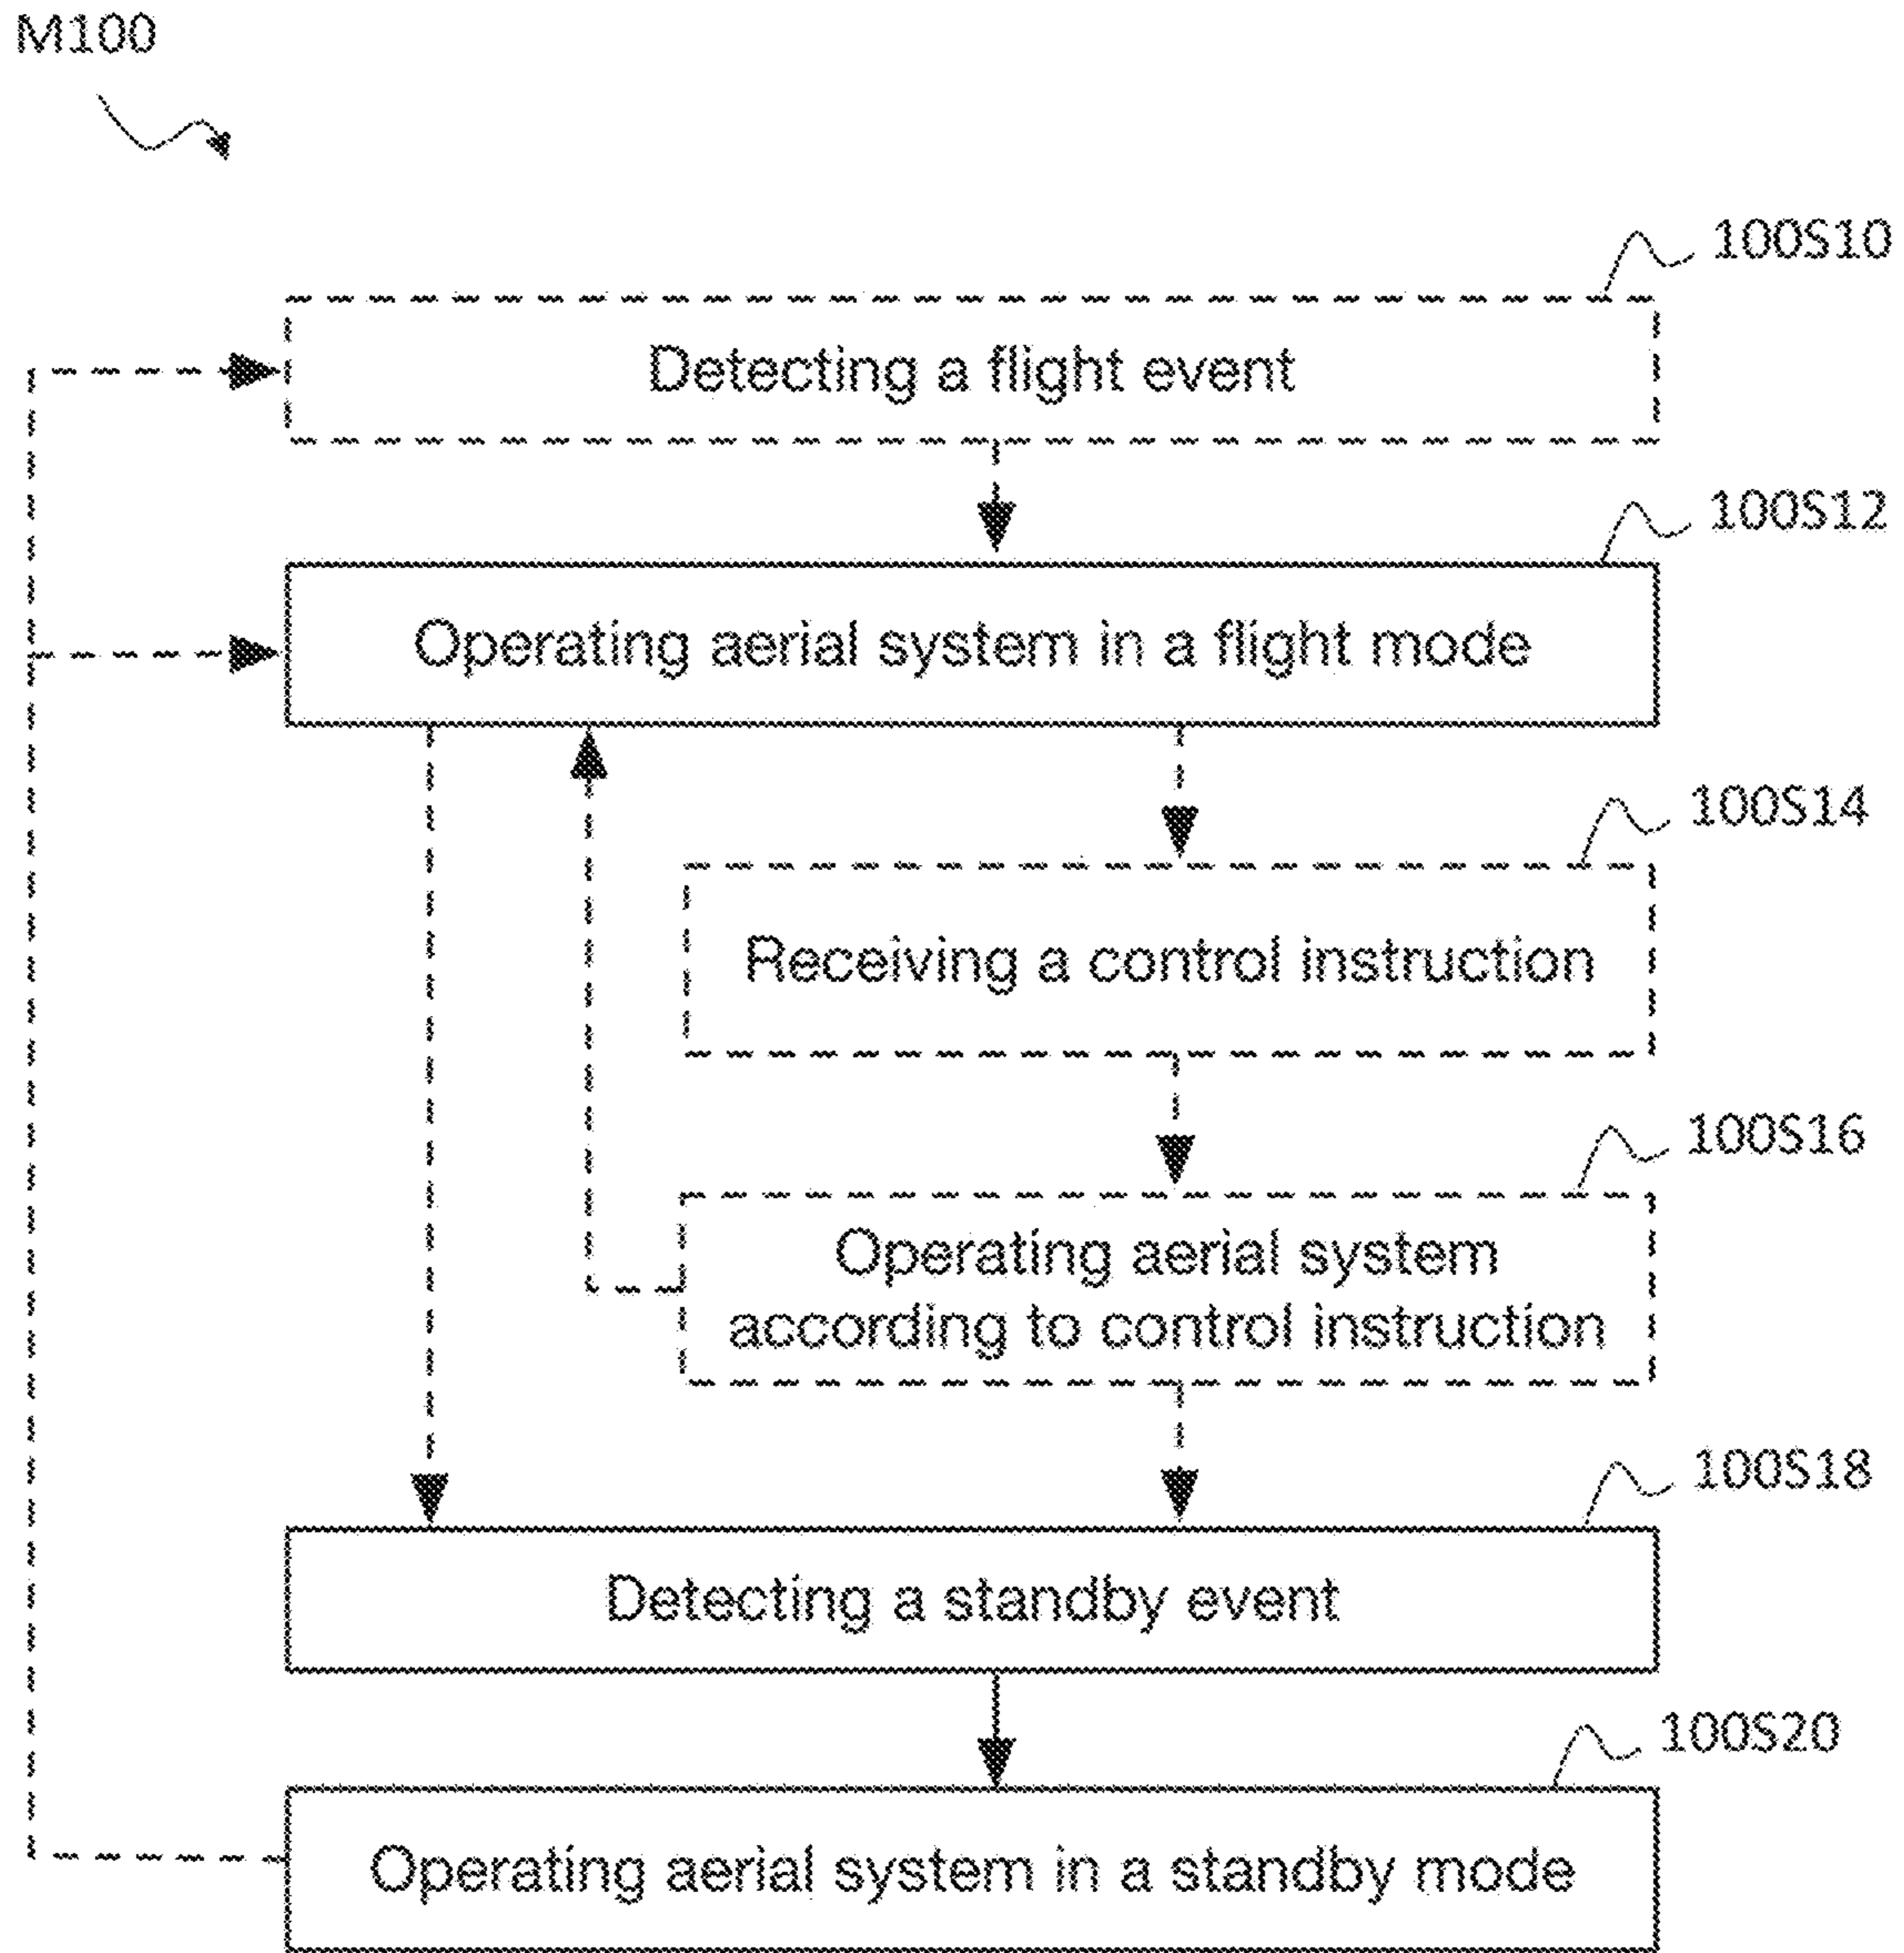 M100
100S10
Detecting a flight event
100S12
Operating aerial system in a flight mode
100S14
Receiving a control instruction
100S16
Operating aerial system
according to control instruction
100S18
Detecting a standby event
100S20
Operating aerial system in a standby mode